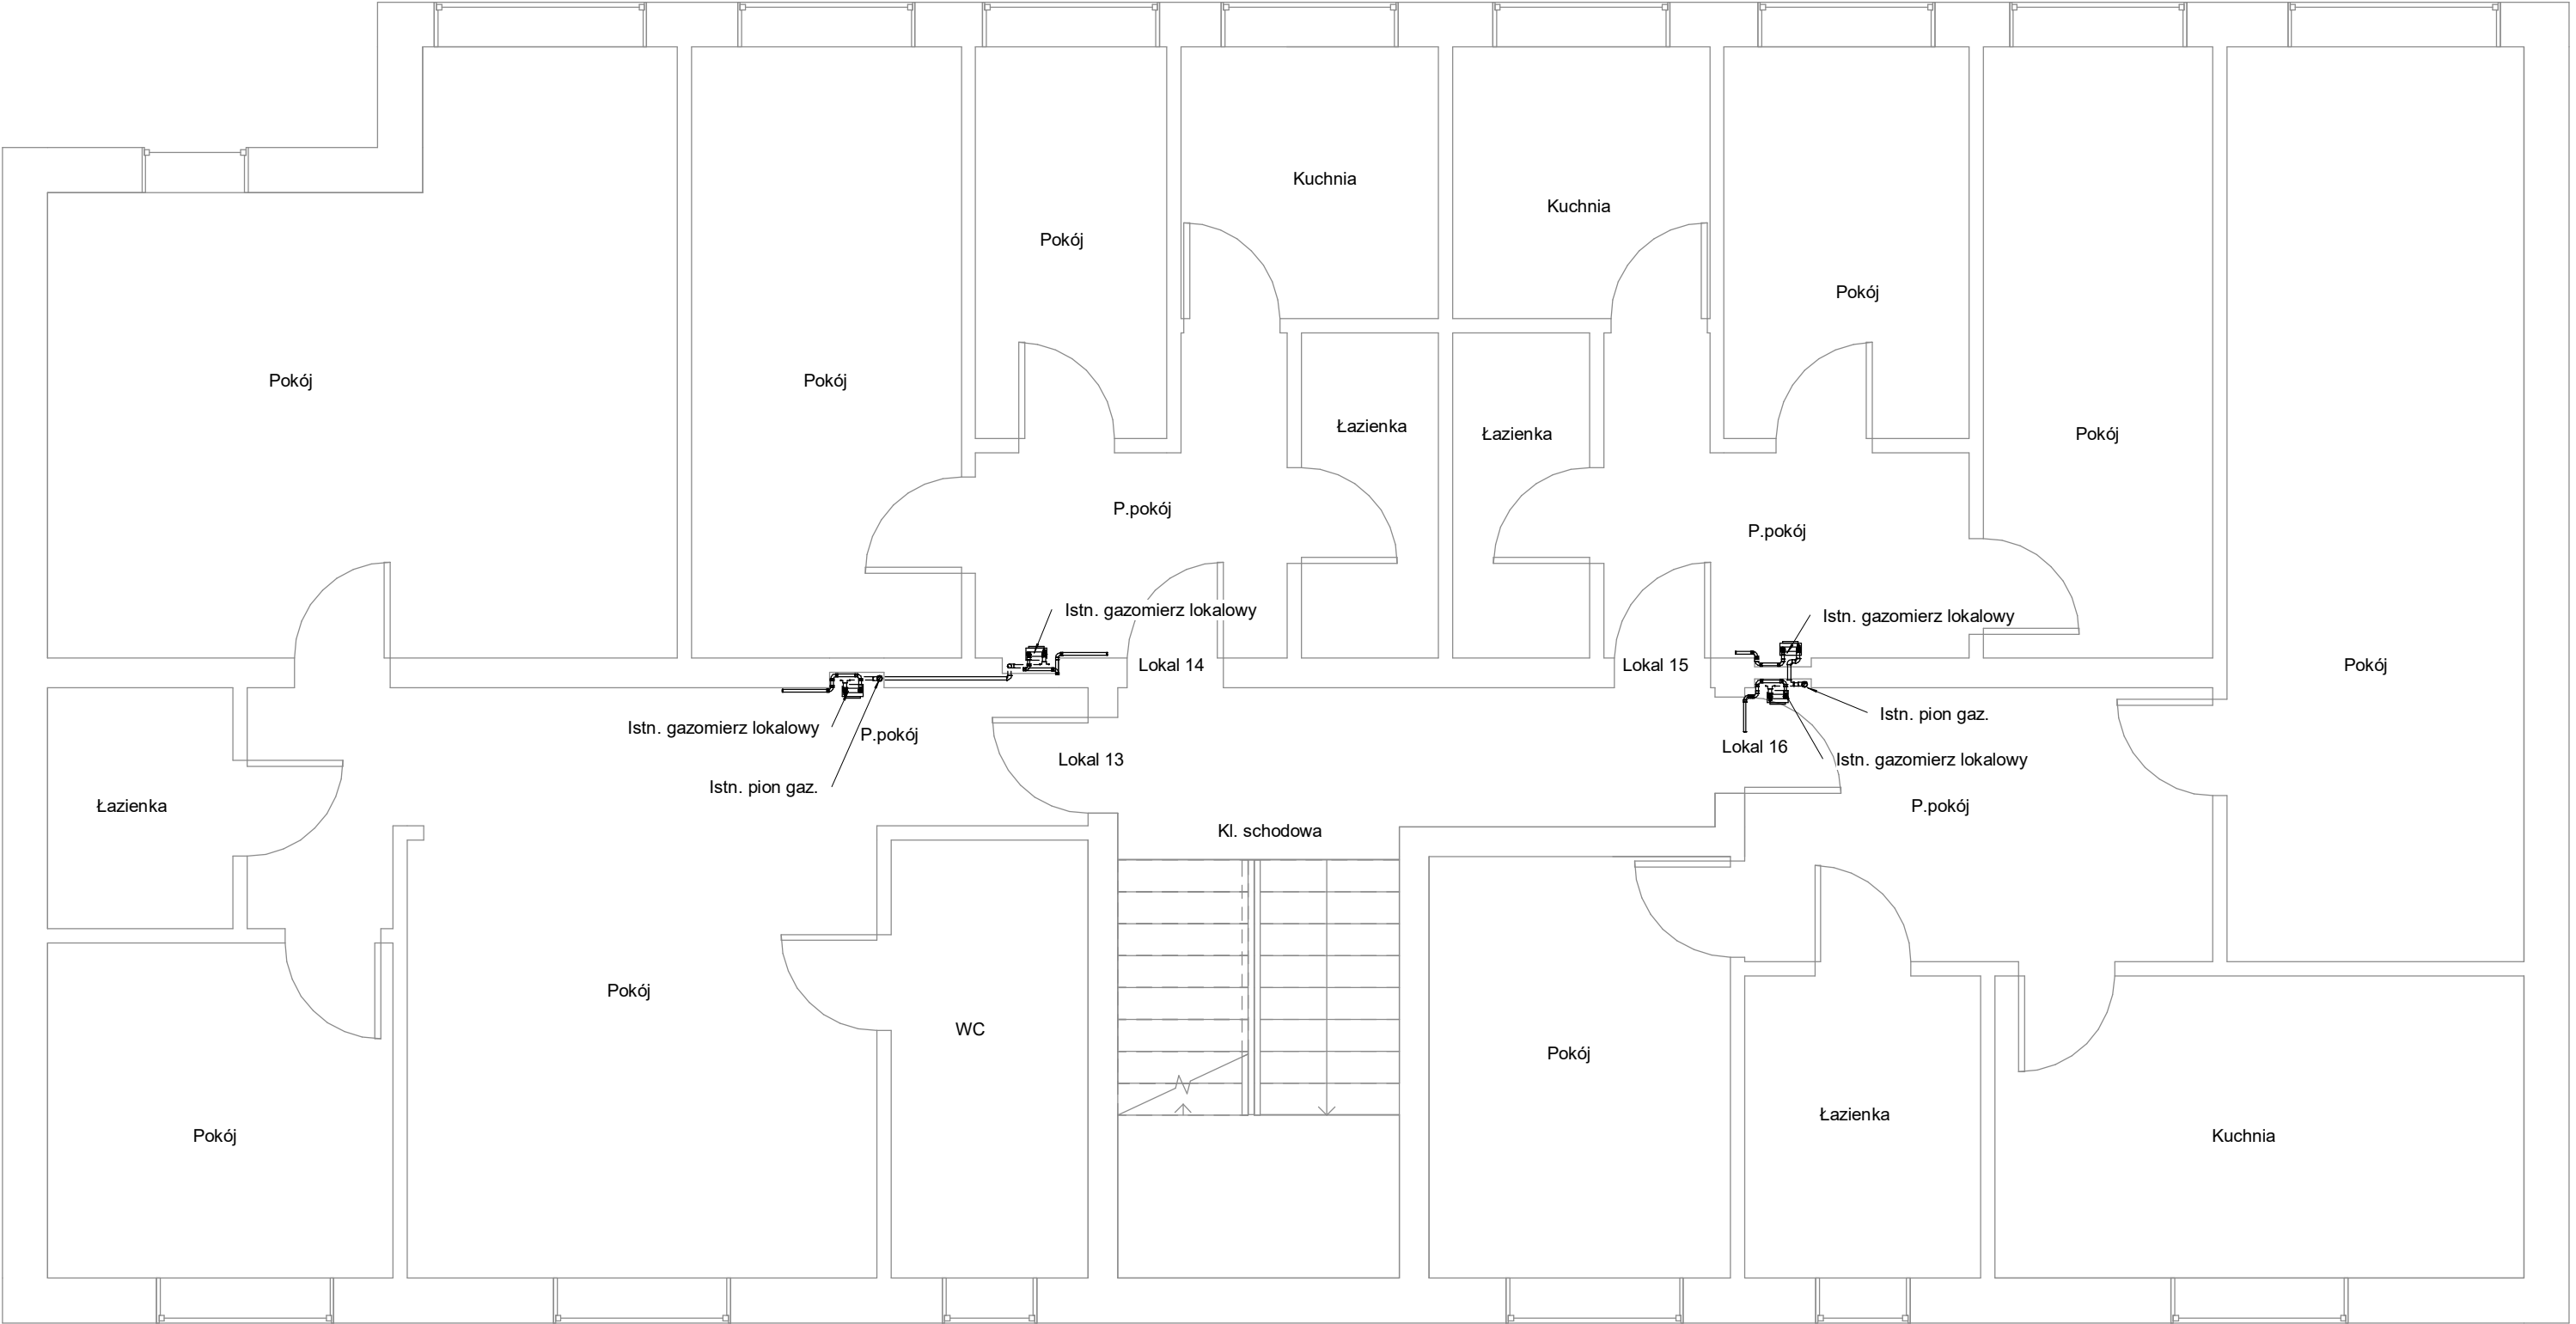 Kuchnia
Kuchnia
Pokój
Pokój
Pokój
Pokój
Łazienka
Łazienka
Pokój
P.pokój
P.pokój
Istn. gazomierz lokalowy
Istn. gazomierz lokalowy
Lokal 14
Lokal 15
Pokój
Istn. pion gaz.
Istn. gazomierz lokalowy
P.pokój
Lokal 16
Lokal 13
Istn. gazomierz lokalowy
Istn. pion gaz.
Łazienka
P.pokój
Kl. schodowa
Pokój
WC
Pokój
Łazienka
Pokój
Kuchnia